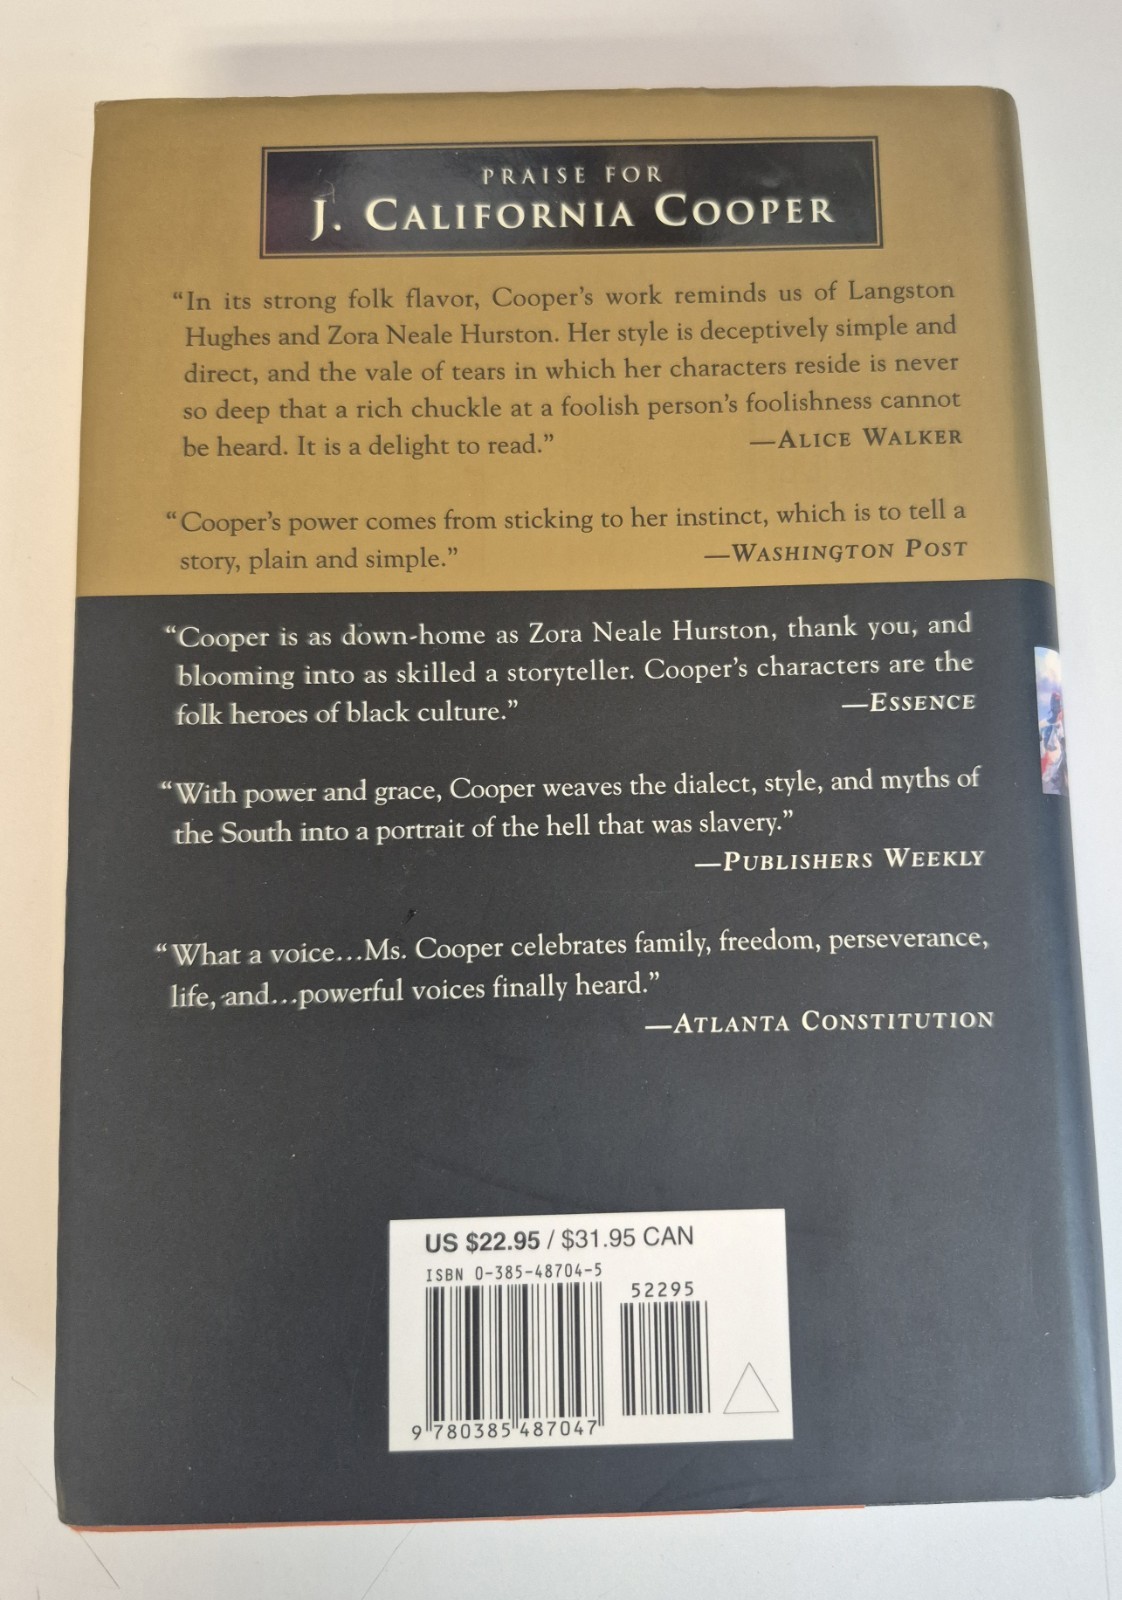 PRAISE FOR
J. CALIFORNIA COOPER
“In its strong folk flavor, Cooper’s work reminds us of Langston
Hughes and Zora Neale Hurston. Her style is deceptively simple and
direct, and the vale of tears in which her characters reside is never
so deep that a rich chuckle at a foolish person’s foolishness cannot
be heard. It is a delight to read.” —ALICE WALKER
“Cooper’s power comes from sticking to her instinct, which is to tell a
story, plain and simple.” —WASHINGTON POST
“Cooper is as down-home as Zora Neale Hurston, thank you, and
blooming into as skilled a storyteller. Cooper’s characters are the
folk heroes of black culture.” —ESSENCE
“With power and grace, Cooper weaves the dialect, style, and myths of
the South into a portrait of the hell that was slavery.”
—PUBLISHERS WEEKLY
“What a voice...Ms. Cooper celebrates family, freedom, perseverance,
life, and...powerful voices finally heard.”
—ATLANTA CONSTITUTION
US $22.95 / $31.95 CAN
ISBN 0-385-48704-5
52295
9 780385 487047